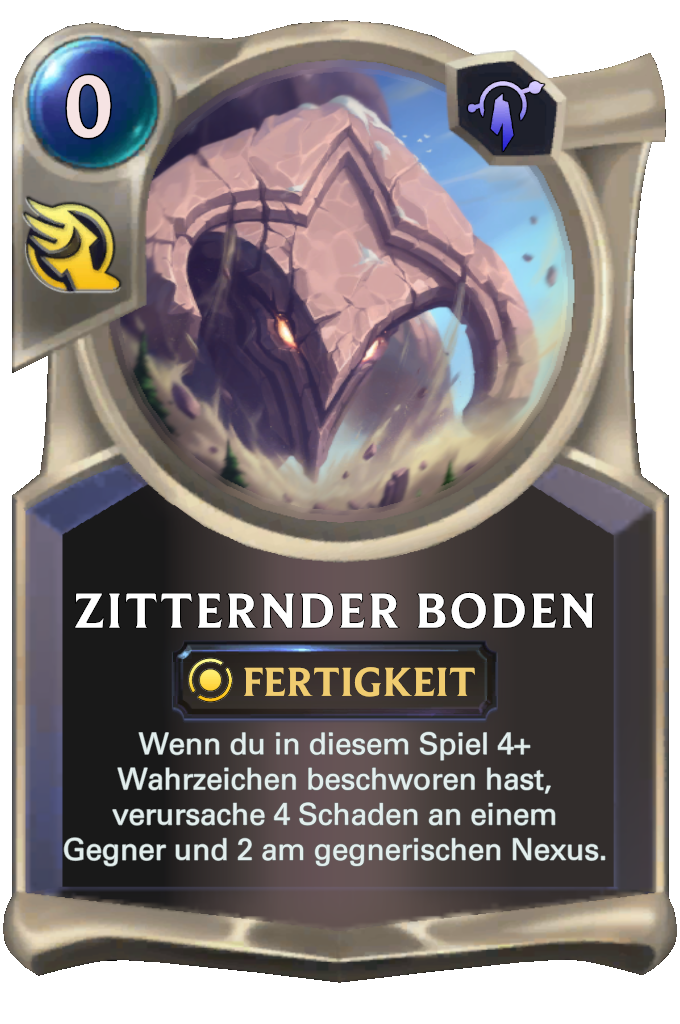 0
ZITTERNDER BODEN
FERTIGKEIT
Wenn du in diesem Spiel 4+
Wahrzeichen beschworen hast,
verursache 4 Schaden an einem
Gegner und 2 am gegnerischen Nexus.